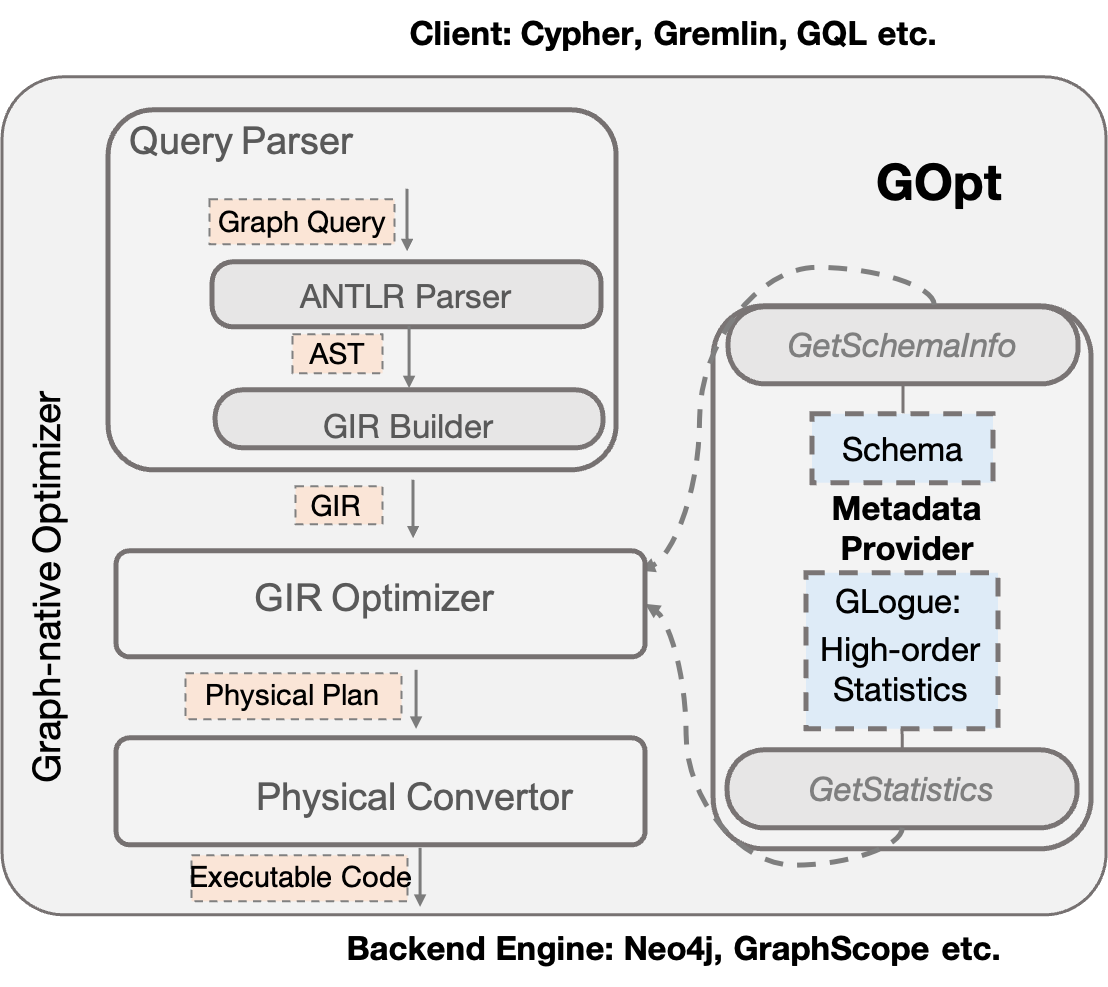 Client: Cypher, Gremlin, GQL etc.
Query Parser
GOpt
Graph Query
ANTLR Parser
AST
GIR Builder
GIR
GIR Optimizer
Physical Plan
Physical Convertor
Executable Code
Graph-native Optimizer
GetSchemaInfo
Schema
Metadata
Provider
GLogue:
High-order
Statistics
GetStatistics
Backend Engine: Neo4j, GraphScope etc.